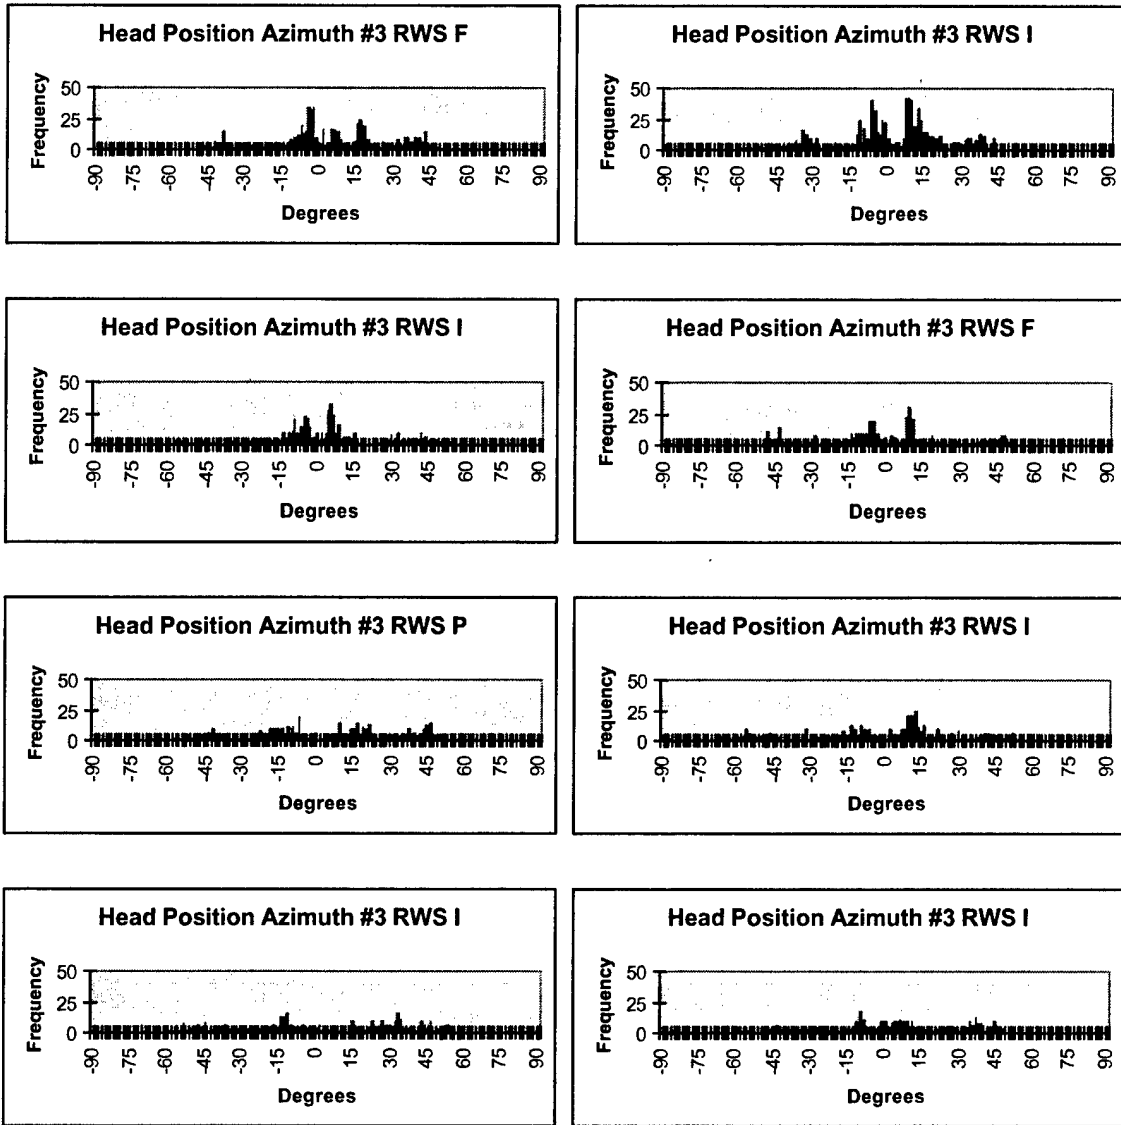 Head Position Azimuth #3 RWS F
Frequency
50
25
0
-90 -75 -60 -45 -30 -15 0 15 30 45 60 75 90
Degrees
Head Position Azimuth #3 RWS I
Frequency
50
25
0
-90 -75 -60 -45 -30 -15 0 15 30 45 60 75 90
Degrees
Head Position Azimuth #3 RWS I
Frequency
50
25
0
-90 -75 -60 -45 -30 -15 0 15 30 45 60 75 90
Degrees
Head Position Azimuth #3 RWS F
Frequency
50
25
0
-90 -75 -60 -45 -30 -15 0 15 30 45 60 75 90
Degrees
Head Position Azimuth #3 RWS P
Frequency
50
25
0
-90 -75 -60 -45 -30 -15 0 15 30 45 60 75 90
Degrees
Head Position Azimuth #3 RWS I
Frequency
50
25
0
-90 -75 -60 -45 -30 -15 0 15 30 45 60 75 90
Degrees
Head Position Azimuth #3 RWS I
Frequency
50
25
0
-90 -75 -60 -45 -30 -15 0 15 30 45 60 75 90
Degrees
Head Position Azimuth #3 RWS I
Frequency
50
25
0
-90 -75 -60 -45 -30 -15 0 15 30 45 60 75 90
Degrees